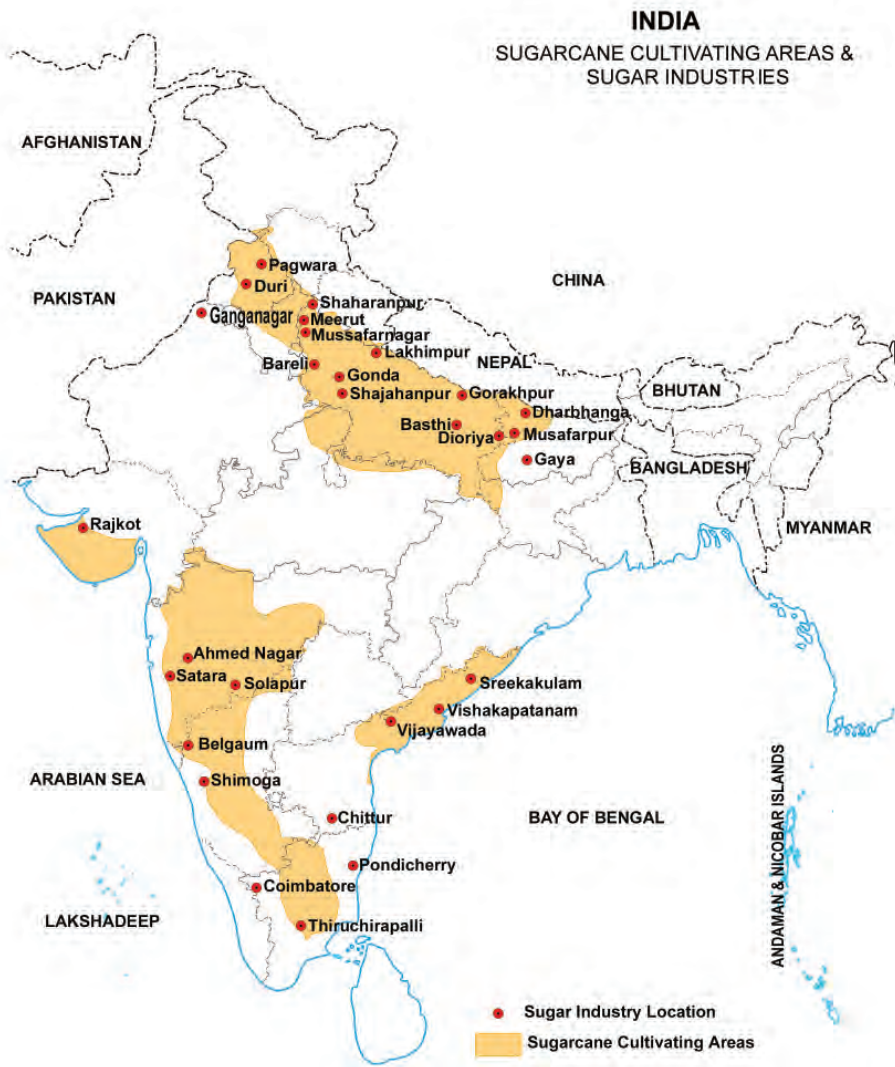 INDIA
SUGARCANE CULTIVATING AREAS &
SUGAR INDUSTRIES
AFGHANISTAN
PAKISTAN
CHINA
Pagwara
Duri
Shaharanpur
Ganganagar
Meerut
Mussafarnagar
Lakhimpur
NEPAL
Bareli
Gonda
Shajahanpur
Gorakhpur
BHUTAN
Dharbhanga
Basthi
Dioriya
Musafarpur
Gaya
BANGLADESH
MYANMAR
Rajkot
Ahmed Nagar
Satara
Solapur
Sreekakulam
Vishakapatanam
Vijayawada
Belgaum
ARABIAN SEA
Shimoga
Chittur
BAY OF BENGAL
Pondicherry
Coimbatore
LAKSHADEEP
Thiruchirapalli
ANDAMAN & NICOBAR ISLANDS
Sugar Industry Location
Sugarcane Cultivating Areas